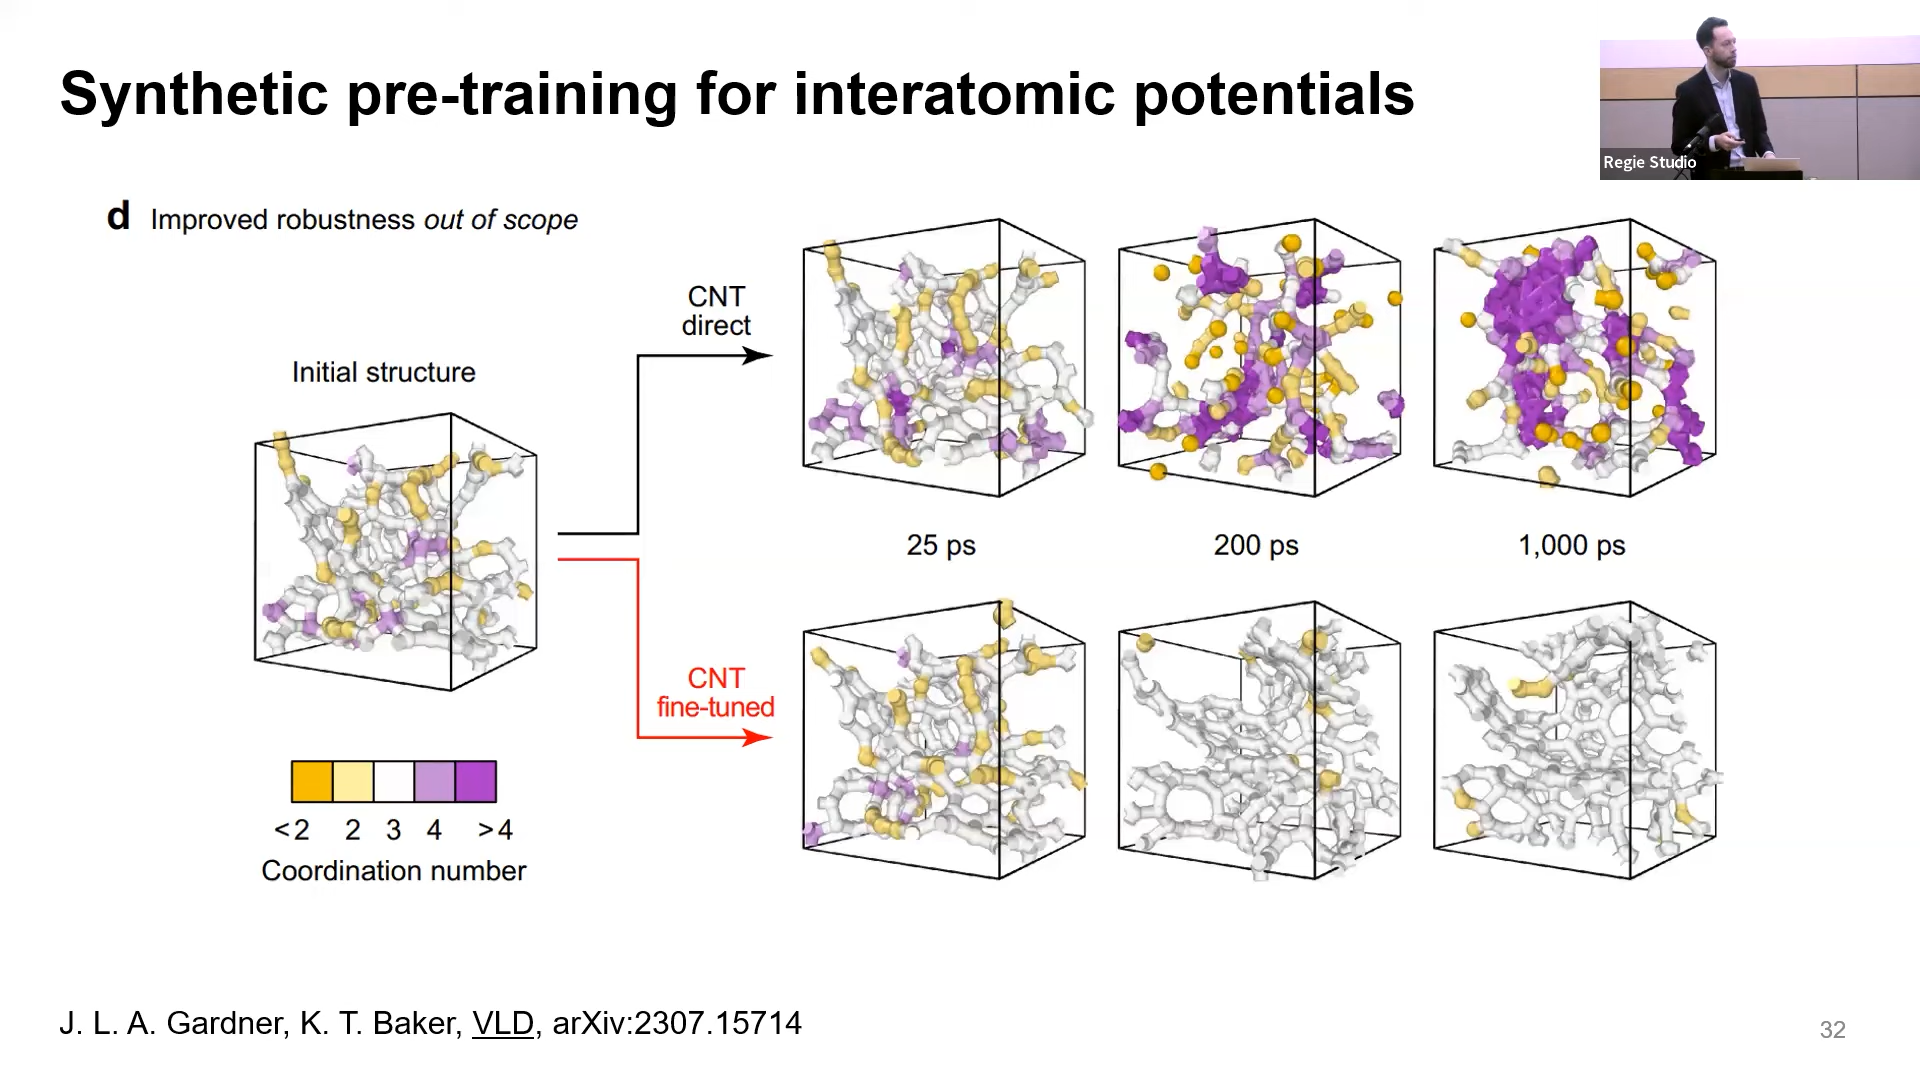 Synthetic pre-training for interatomic potentials
Regie Studio
d Improved robustness out of scope
CNT
direct
Initial structure
25 ps
200 ps
1,000 ps
CNT
fine-tuned
<2 2 3 4 >4
Coordination number
J. L. A. Gardner, K. T. Baker, VLD, arXiv:2307.15714
32